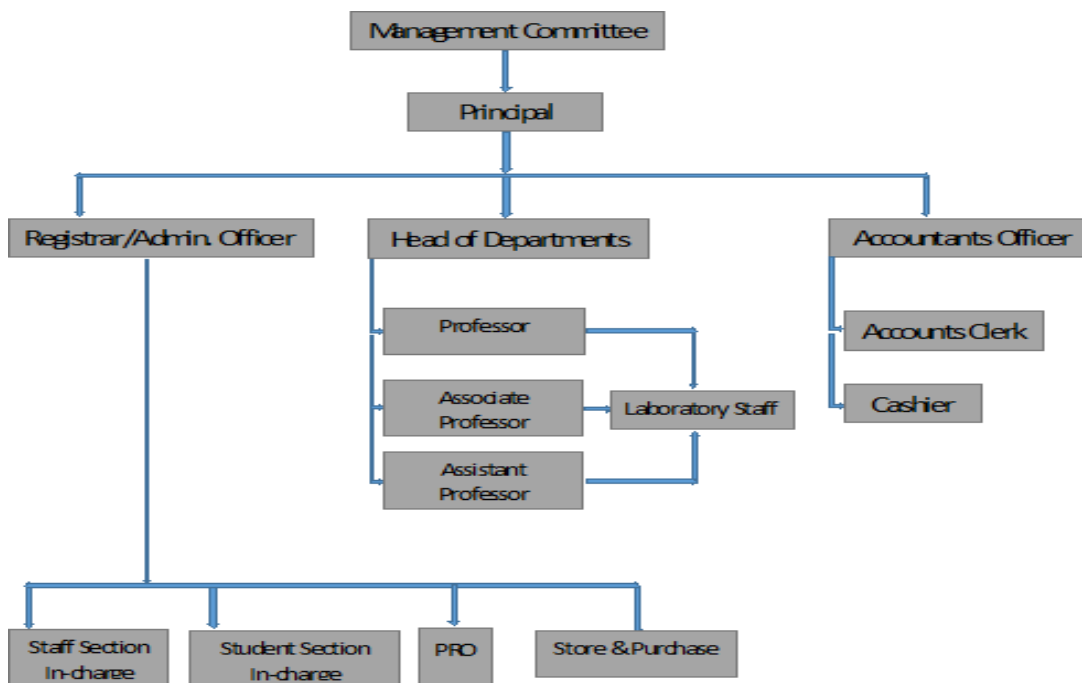 Management Committee
Principal
Registrar/Admin. Officer
Head of Departments
Accountants Officer
Professor
Associate
Professor
Assistant
Professor
Laboratory Staff
Accounts Clerk
Cashier
Staff Section
In-charge
Student Section
In-charge
PRO
Store & Purchase